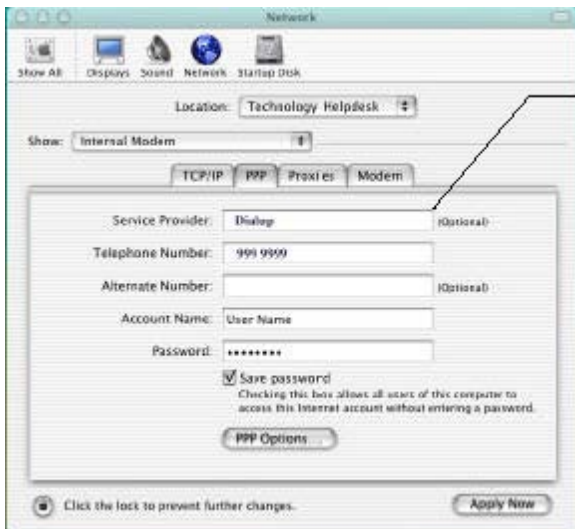 Network
Show All Displays Sound Network Startup Disk
Location: Technology Helpdesk
Show: Internal Modem
TCP/IP PPP Proxies Modem
Service Provider: Dialup (Optional)
Telephone Number: 999 9999
Alternate Number: (Optional)
Account Name: User Name
Password: ••••••••
Save password
Checking this box allows all users of this computer to
access this Internet account without entering a password.
PPP Options...
Click the lock to prevent further changes.
Apply Now